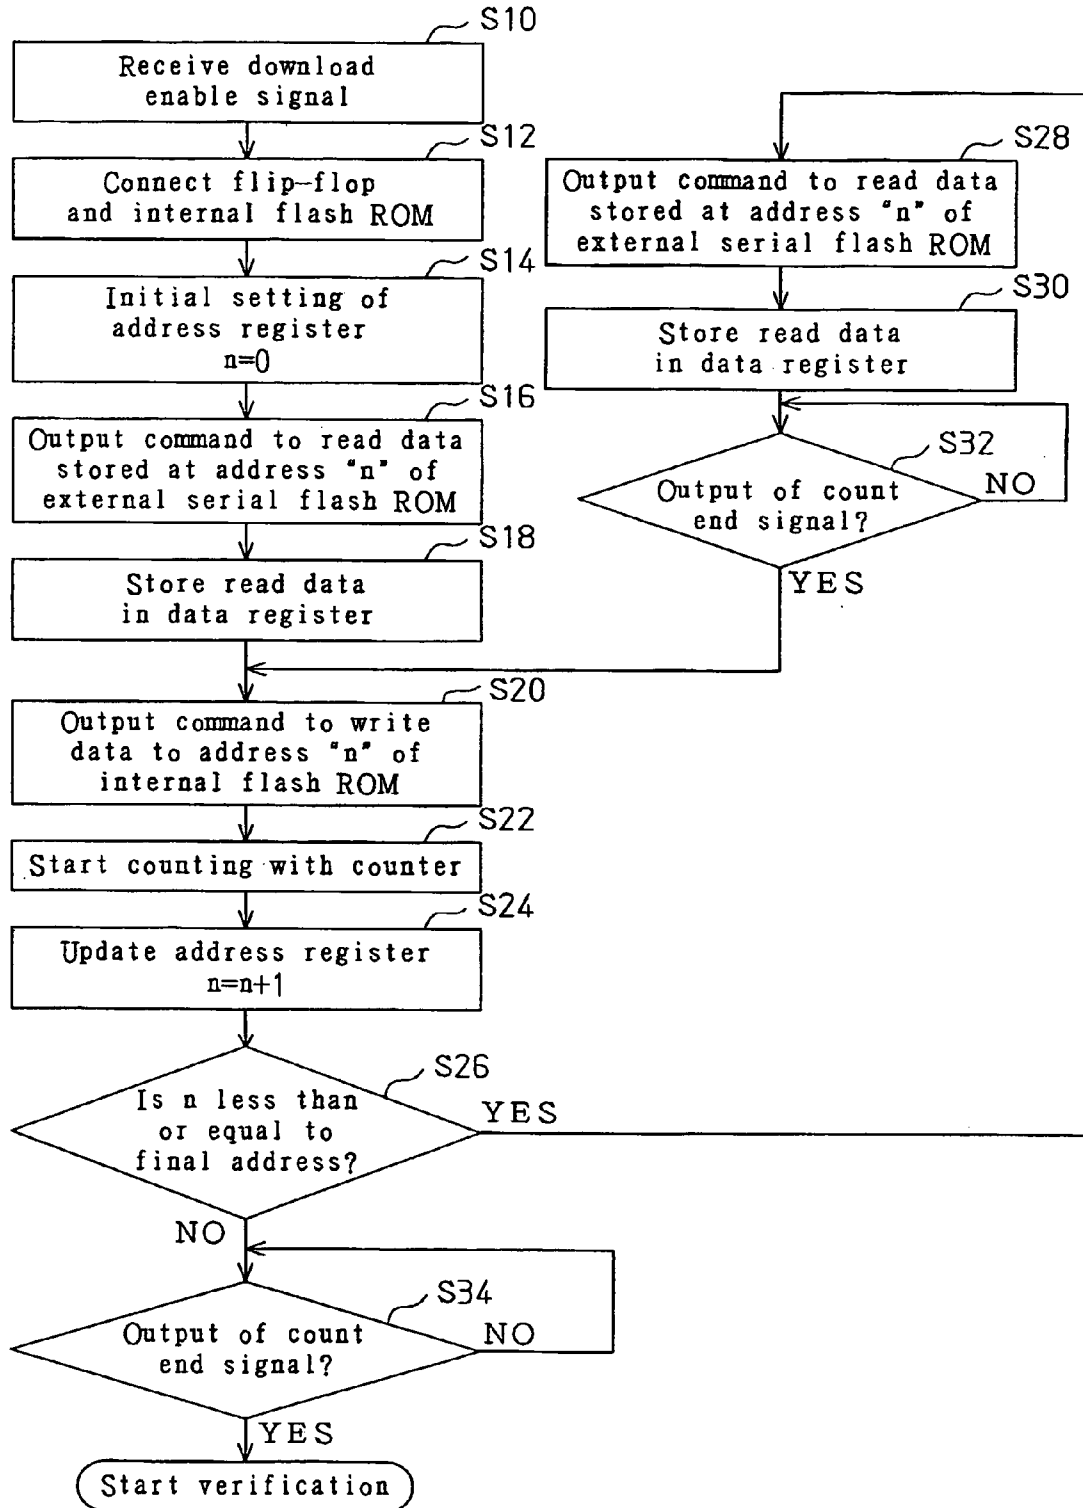 S10
Receive download
enable signal
S12
Connect flip-flop
and internal flash ROM
S14
Initial setting of
address register
n=0
S16
Output command to read data
stored at address "n" of
external serial flash ROM
S18
Store read data
in data register
S20
Output command to write
data to address "n" of
internal flash ROM
S22
Start counting with counter
S24
Update address register
n=n+1
S26
Is n less than
or equal to
final address?
YES
NO
S34
Output of count
end signal?
NO
YES
Start verification
S28
Output command to read data
stored at address "n" of
external serial flash ROM
S30
Store read data
in data register
S32
Output of count
end signal?
NO
YES